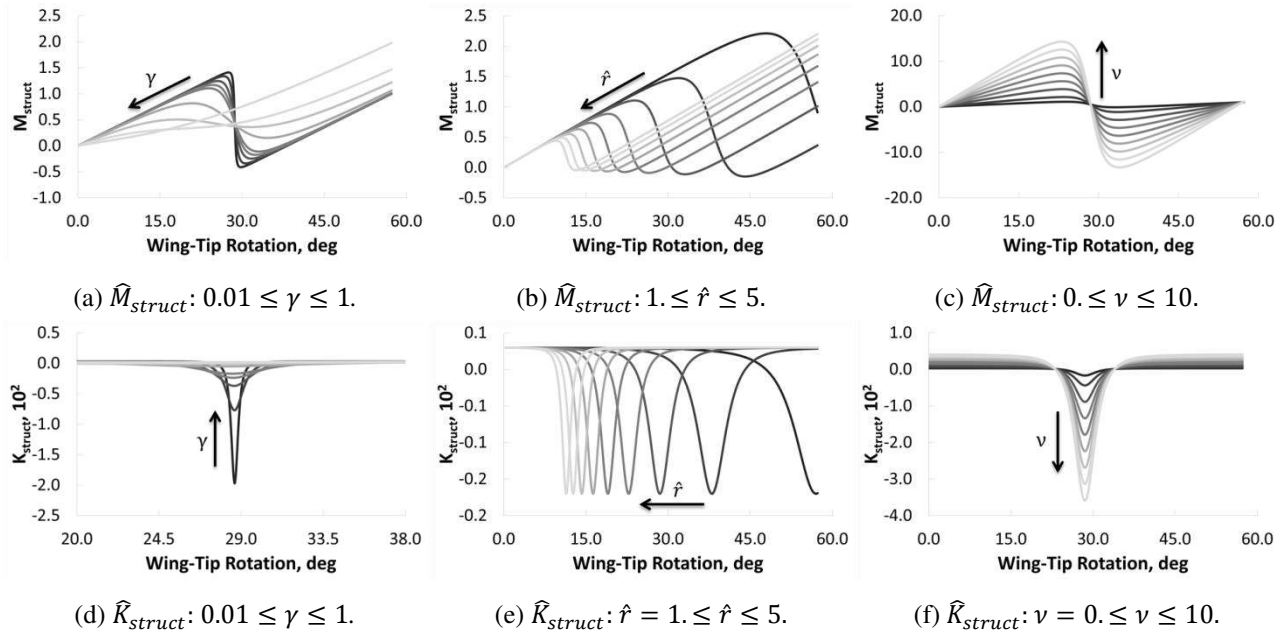 2.5
2.0
1.5
1.0
0.5
0.0
-0.5
-1.0
M_struct
γ
0.0 15.0 30.0 45.0 60.0
Wing-Tip Rotation, deg
(a) M̂_struct: 0.01 ≤ γ ≤ 1.
2.5
2.0
1.5
1.0
0.5
0.0
0.5
M_struct
r̂
0.0 15.0 30.0 45.0 60.0
Wing-Tip Rotation, deg
(b) M̂_struct: 1. ≤ r̂ ≤ 5.
20.0
10.0
0.0
-10.0
-20.0
M_struct
ν
0.0 15.0 30.0 45.0 60.0
Wing-Tip Rotation, deg
(c) M̂_struct: 0. ≤ ν ≤ 10.
0.5
0.0
-0.5
-1.0
-1.5
-2.0
-2.5
K_struct, 10²
γ
20.0 24.5 29.0 33.5 38.0
Wing-Tip Rotation, deg
(d) K̂_struct: 0.01 ≤ γ ≤ 1.
0.1
0.0
-0.1
-0.1
-0.2
-0.2
K_struct, 10²
r̂
0.0 15.0 30.0 45.0 60.0
Wing-Tip Rotation, deg
(e) K̂_struct: r̂ = 1. ≤ r̂ ≤ 5.
1.0
0.0
-1.0
-2.0
-3.0
-4.0
K_struct, 10²
ν
0.0 15.0 30.0 45.0 60.0
Wing-Tip Rotation, deg
(f) K̂_struct: ν = 0. ≤ ν ≤ 10.